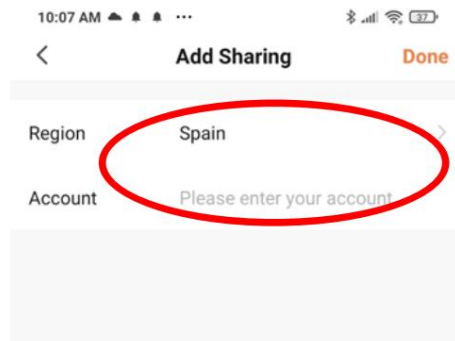 10:07 AM ... 37
Add Sharing Done
Region Spain
Account Please enter your account